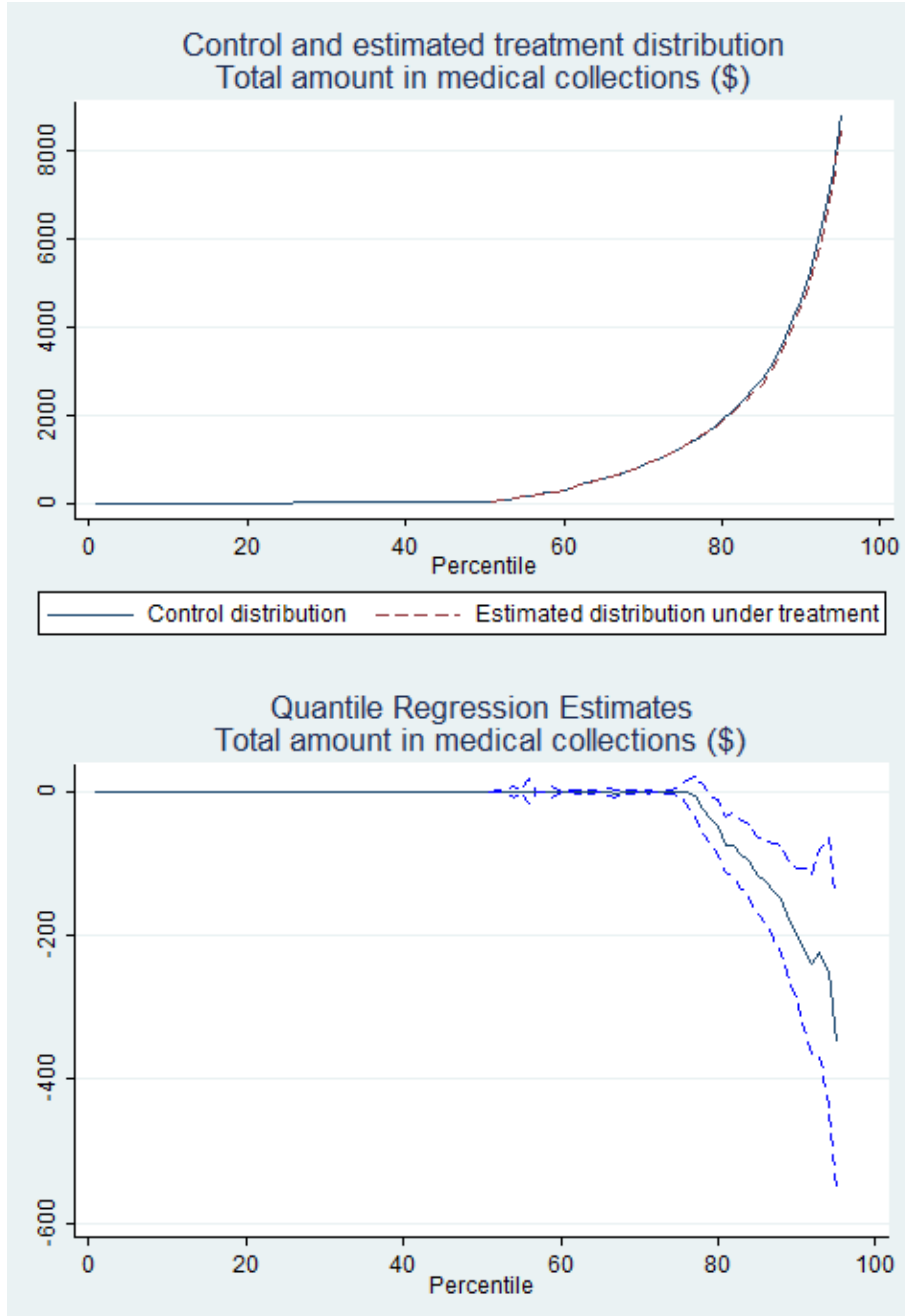 Control and estimated treatment distribution
Total amount in medical collections ($)
8000
6000
4000
2000
0
0 20 40 60 80 100
Percentile
Control distribution Estimated distribution under treatment
Quantile Regression Estimates
Total amount in medical collections ($)
0
-200
-400
-600
0 20 40 60 80 100
Percentile